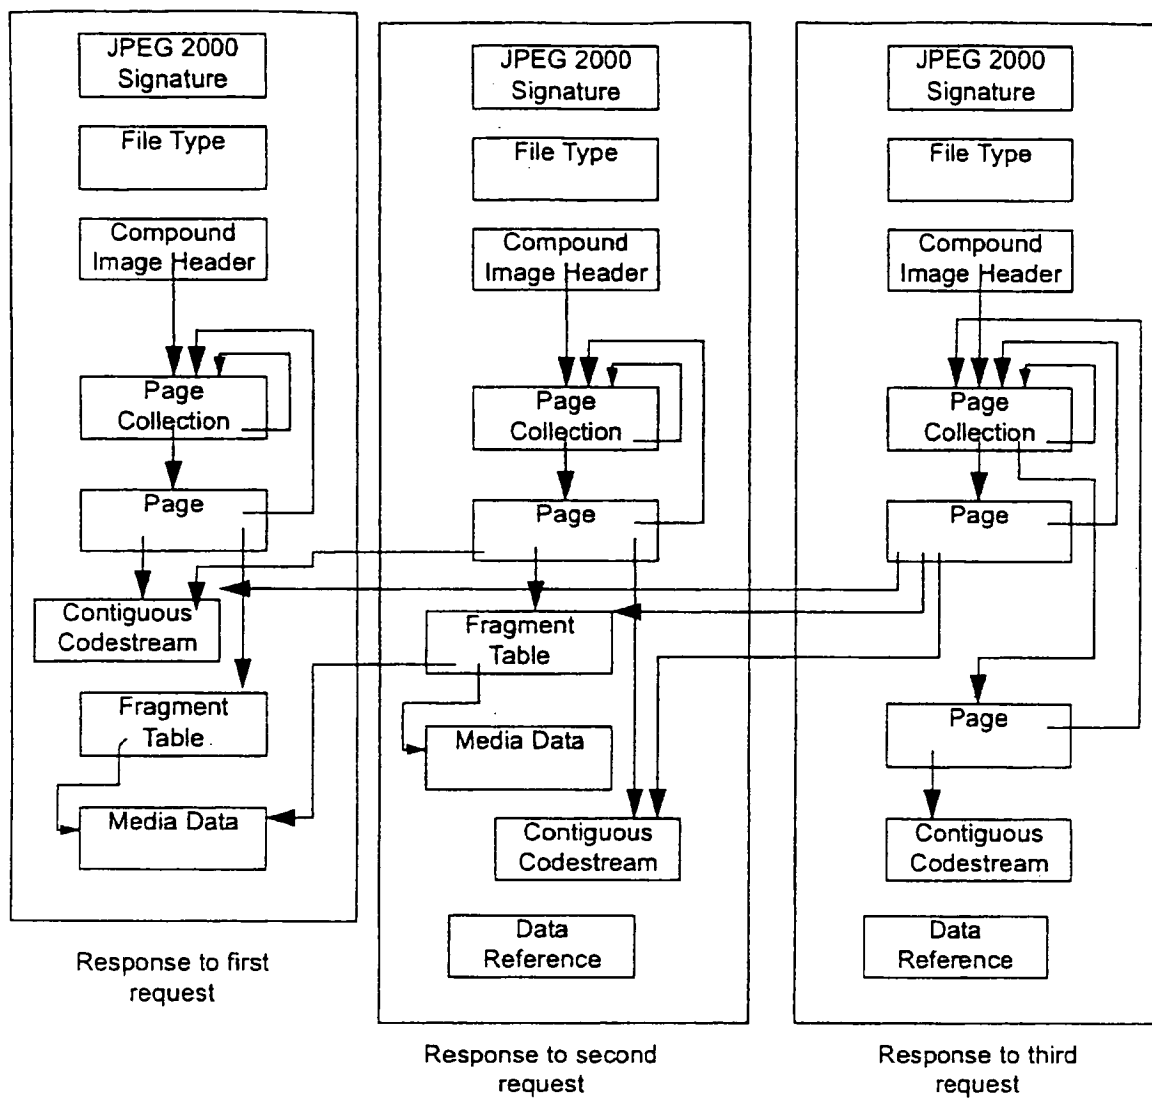 JPEG 2000
Signature
File Type
Compound
Image Header
Page
Collection
Page
Contiguous
Codestream
Fragment
Table
Media Data
Response to first
request
JPEG 2000
Signature
File Type
Compound
Image Header
Page
Collection
Page
Fragment
Table
Media Data
Contiguous
Codestream
Data
Reference
Response to second
request
JPEG 2000
Signature
File Type
Compound
Image Header
Page
Collection
Page
Page
Contiguous
Codestream
Data
Reference
Response to third
request